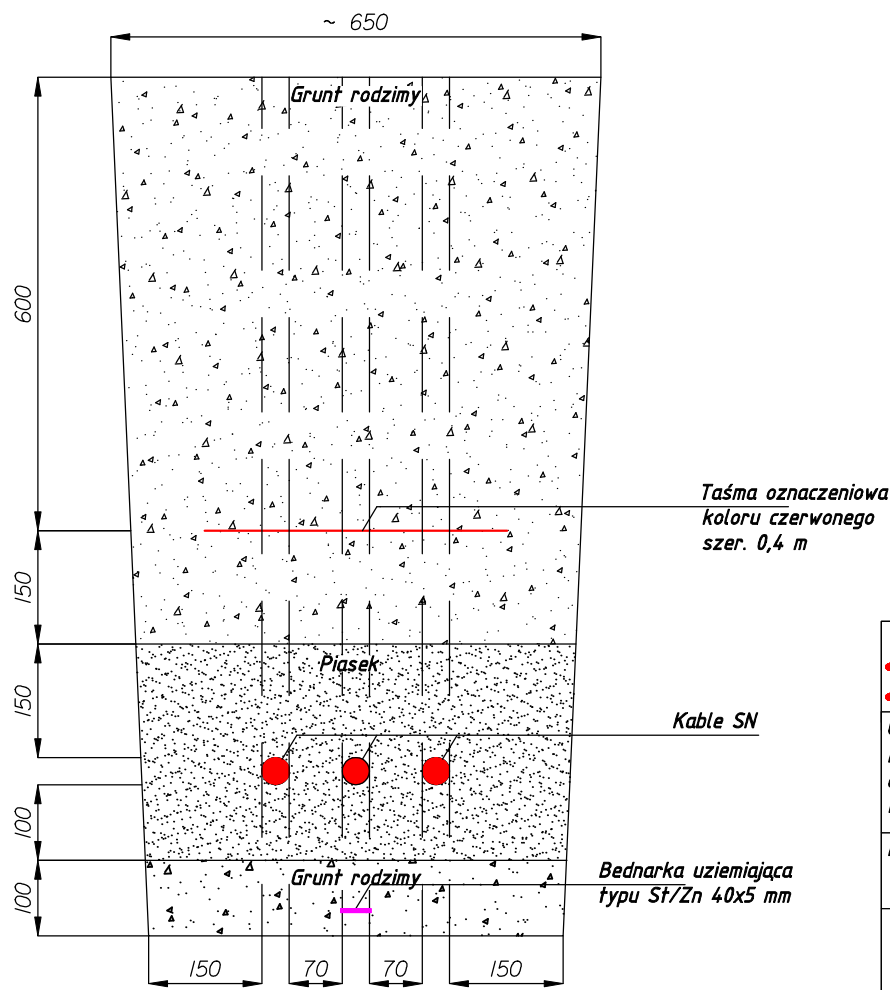 ~ 650
Grunt rodzimy
600
Taśma oznaczeniowa
koloru czerwonego
szer. 0,4 m
150
Piasek
150
Kable SN
100
Grunt rodzimy
Bednarka uziemiająca
typu St/Zn 40x5 mm
100
150 70 70 150